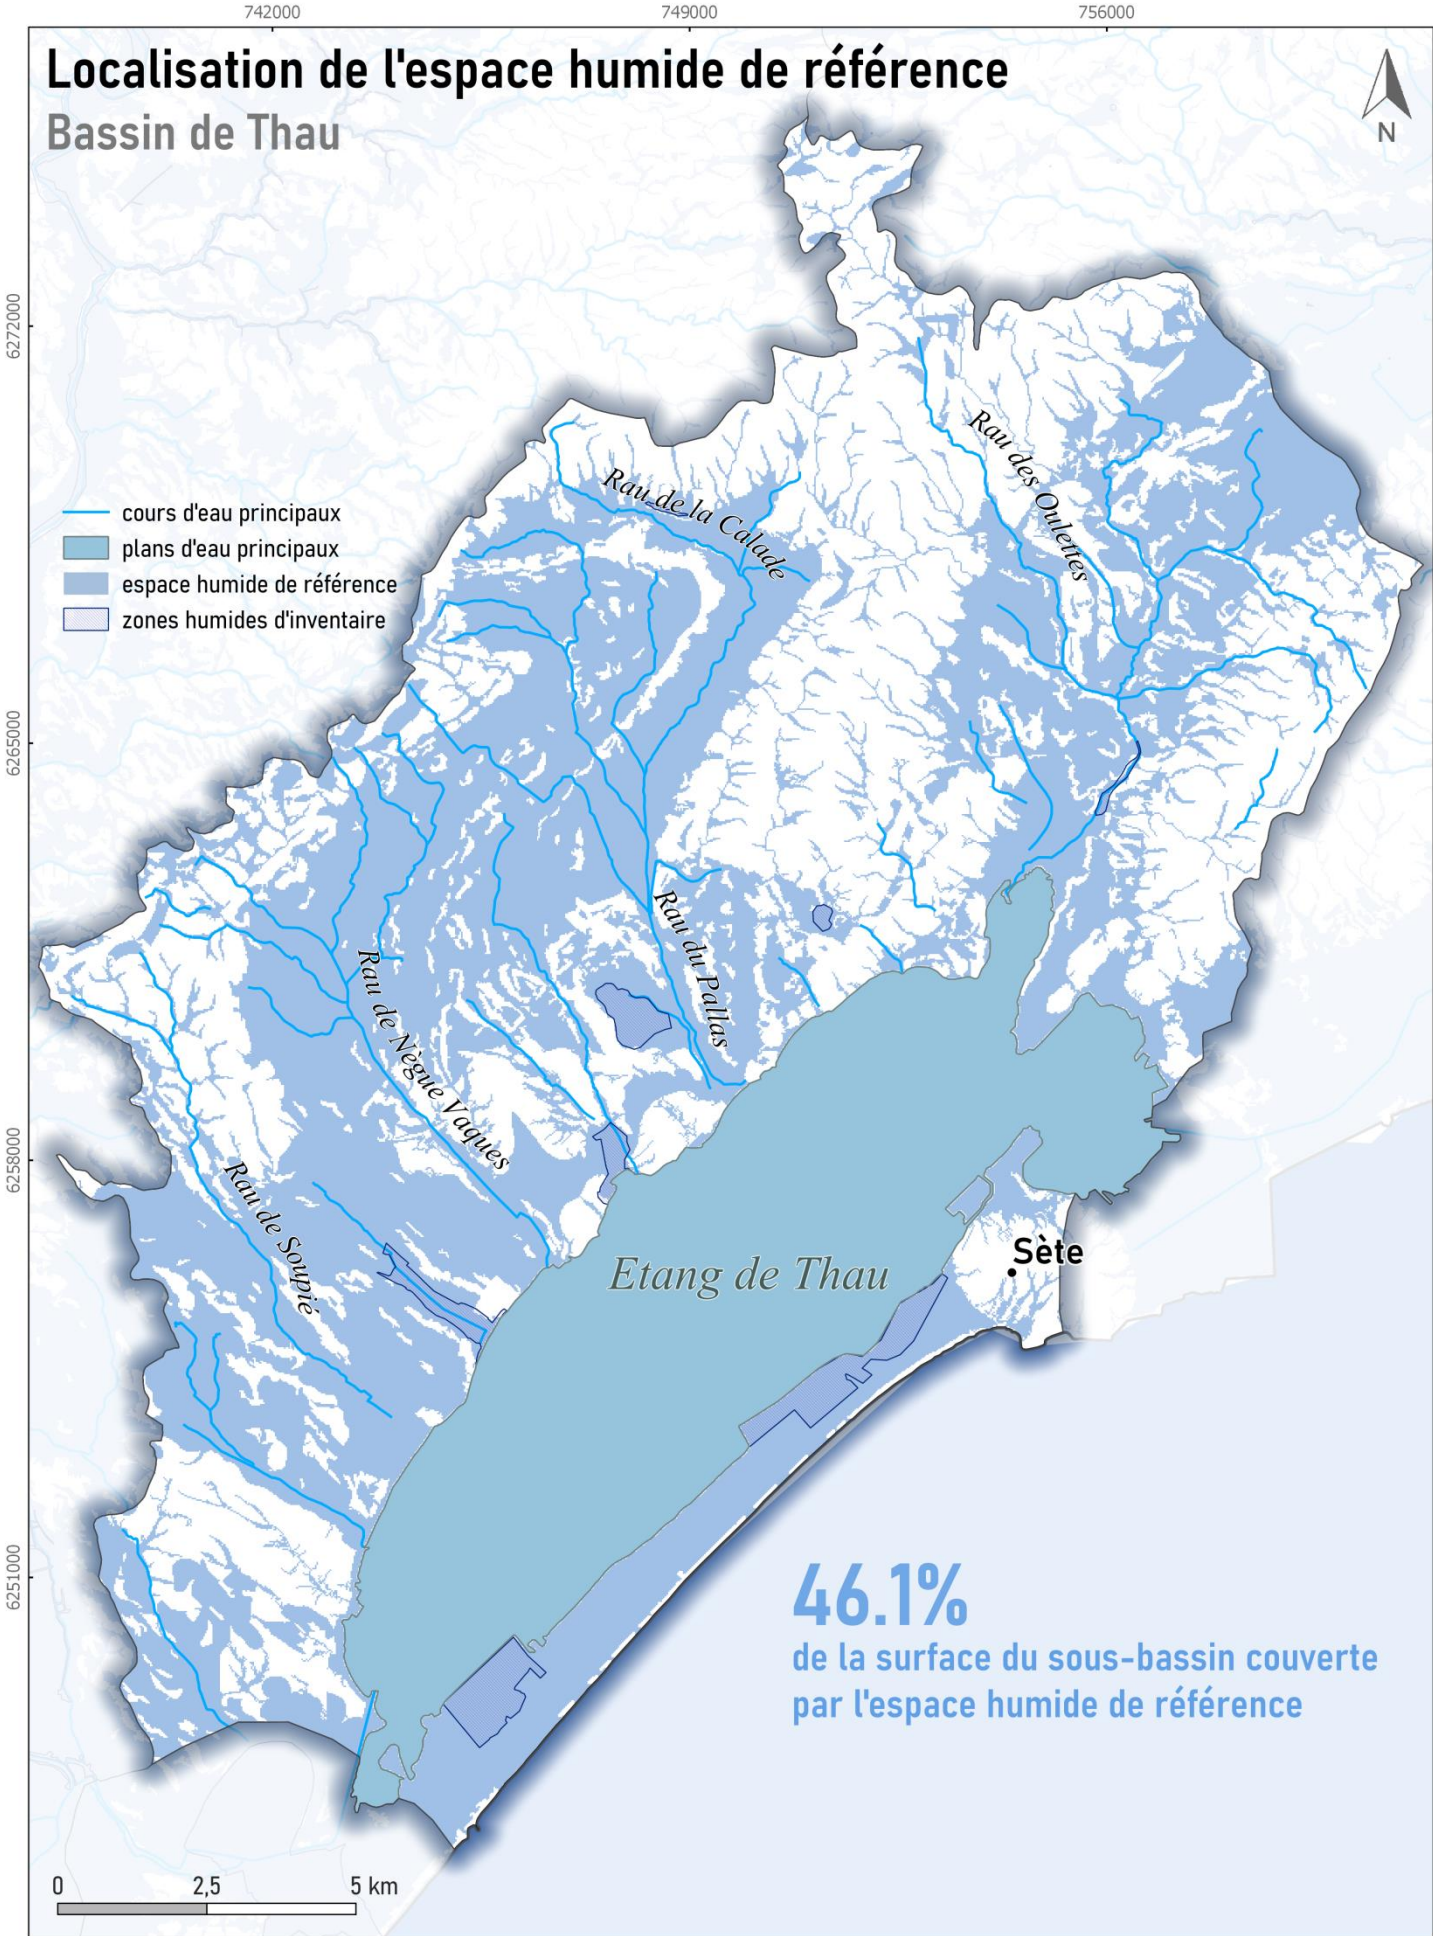 742000
749000
756000
Localisation de l'espace humide de référence
Bassin de Thau
N
6272000
6265000
6258000
6251000
cours d'eau principaux
plans d'eau principaux
espace humide de référence
zones humides d'inventaire
Rau de la Calade
Rau des Oulettes
Rau du Pallas
Rau de Nègue Vaques
Rau de Soupié
Etang de Thau
Sète
46.1%
de la surface du sous-bassin couverte
par l'espace humide de référence
0 2,5 5 km